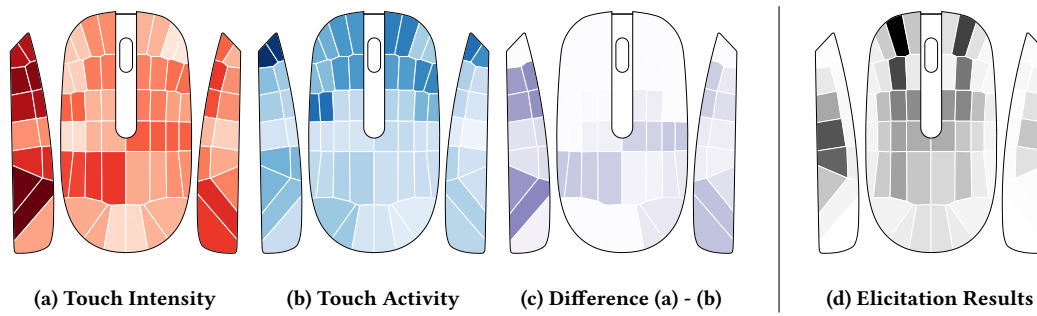 (a) Touch Intensity
(b) Touch Activity
(c) Difference (a) - (b)
(d) Elicitation Results